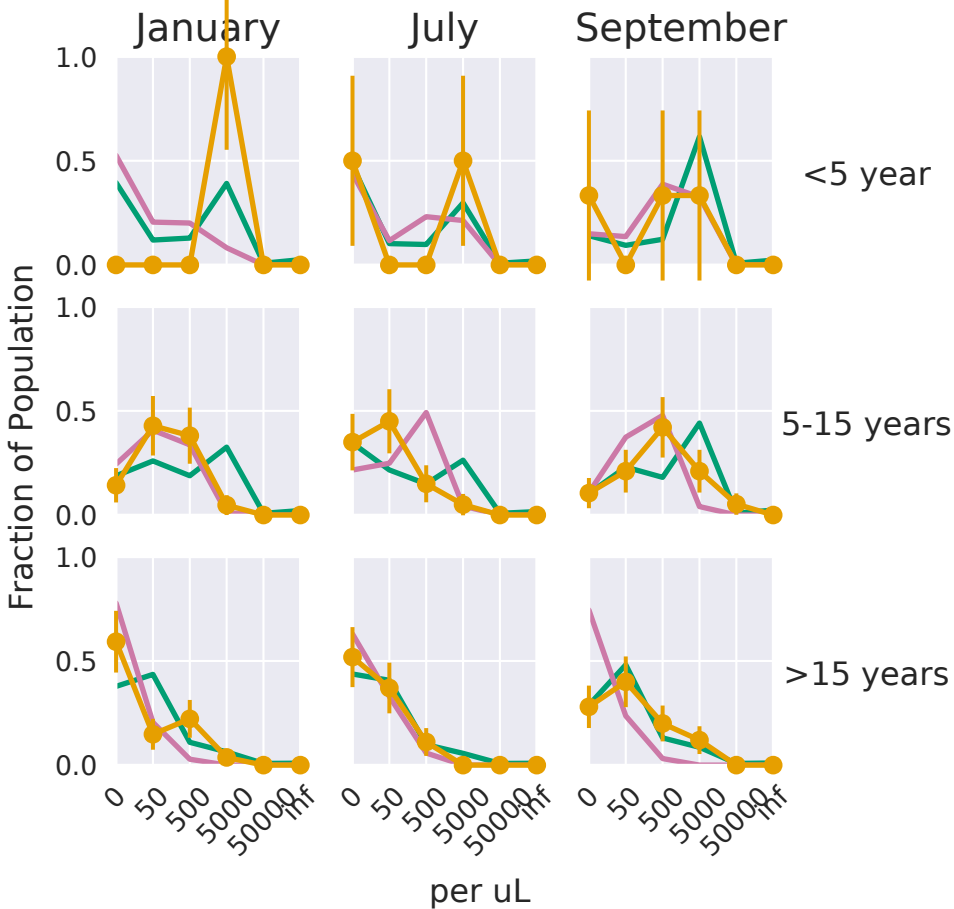 January July September
1.0
0.5
0.0
<5 year
1.0
0.5
0.0
5-15 years
1.0
0.5
0.0
>15 years
Fraction of Population
0 50 500 5000 50000 inf 0 50 500 5000 50000 inf 0 50 500 5000 50000 inf
per uL